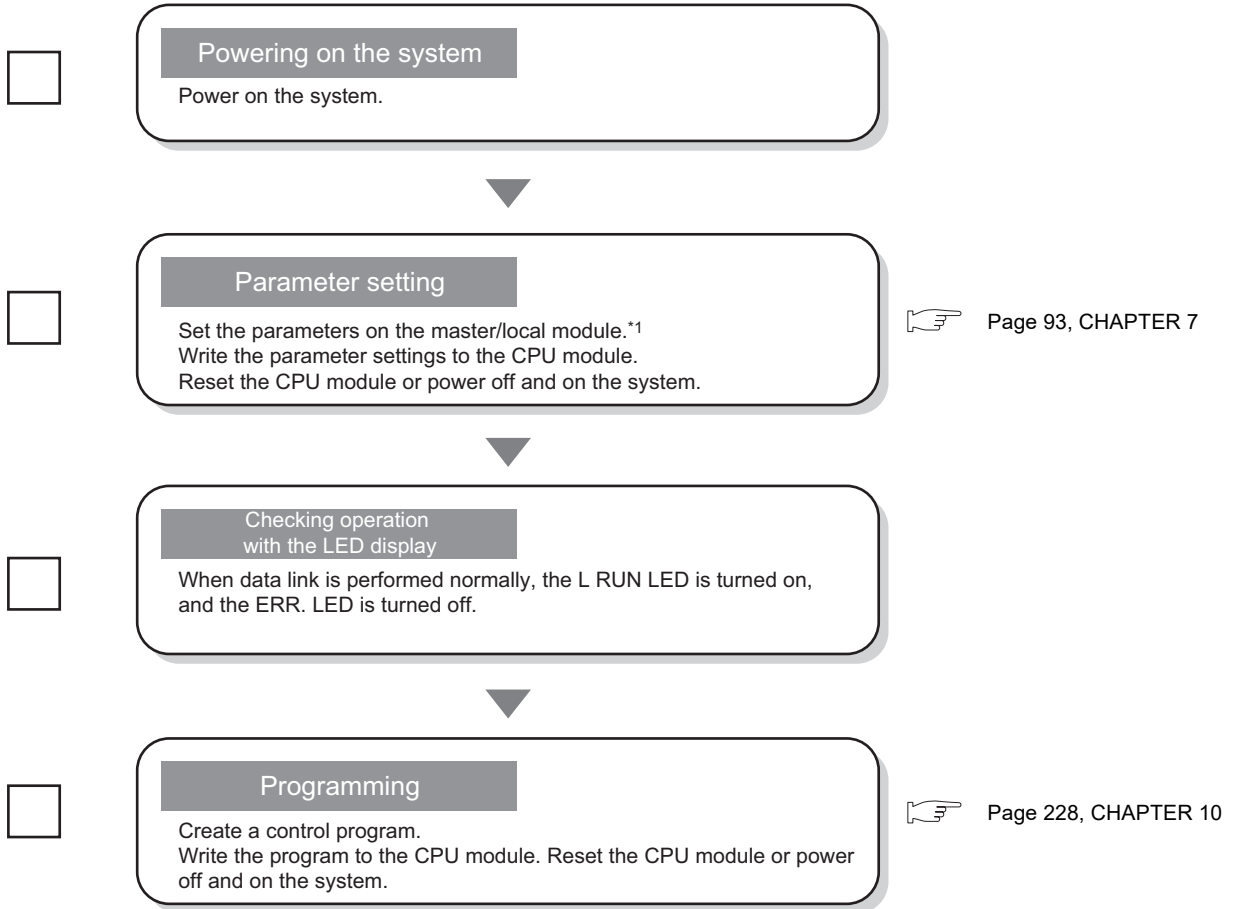 Powering on the system
Power on the system.
Parameter setting
Set the parameters on the master/local module.*1
Write the parameter settings to the CPU module.
Reset the CPU module or power off and on the system.
Page 93, CHAPTER 7
Checking operation
with the LED display
When data link is performed normally, the L RUN LED is turned on,
and the ERR. LED is turned off.
Programming
Create a control program.
Write the program to the CPU module. Reset the CPU module or power
off and on the system.
Page 228, CHAPTER 10